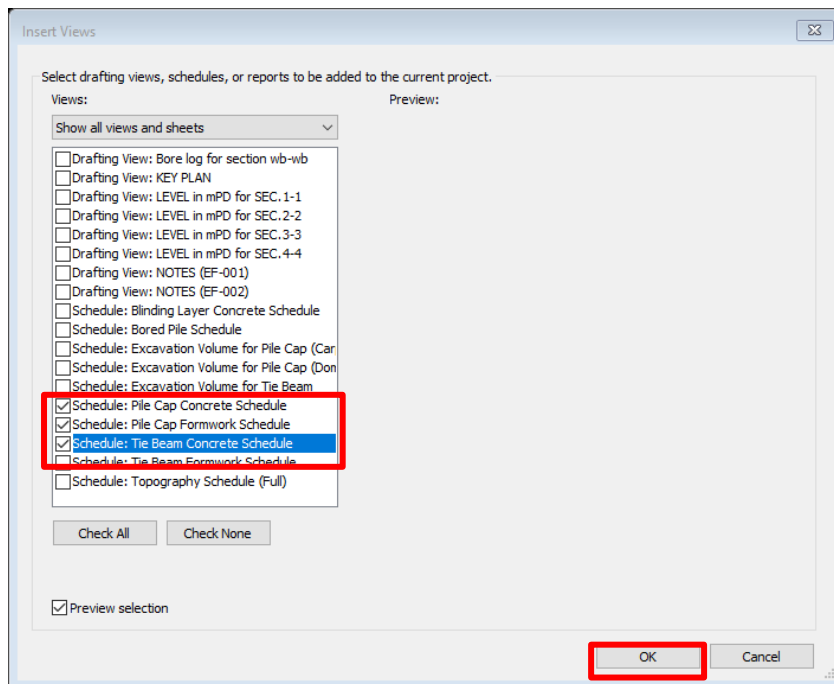 Insert Views
Select drafting views, schedules, or reports to be added to the current project.
Views:
Preview:
Show all views and sheets
Drafting View: Bore log for section wb-wb
Drafting View: KEY PLAN
Drafting View: LEVEL in mPD for SEC.1-1
Drafting View: LEVEL in mPD for SEC.2-2
Drafting View: LEVEL in mPD for SEC.3-3
Drafting View: LEVEL in mPD for SEC.4-4
Drafting View: NOTES (EF-001)
Drafting View: NOTES (EF-002)
Schedule: Blinding Layer Concrete Schedule
Schedule: Bored Pile Schedule
Schedule: Excavation Volume for Pile Cap (Car
Schedule: Excavation Volume for Pile Cap (Dom
Schedule: Excavation Volume for Tie Beam
Schedule: Pile Cap Concrete Schedule
Schedule: Pile Cap Formwork Schedule
Schedule: Tie Beam Concrete Schedule
Schedule: Tie Beam Formwork Schedule
Schedule: Topography Schedule (Full)
Check All
Check None
Preview selection
OK
Cancel